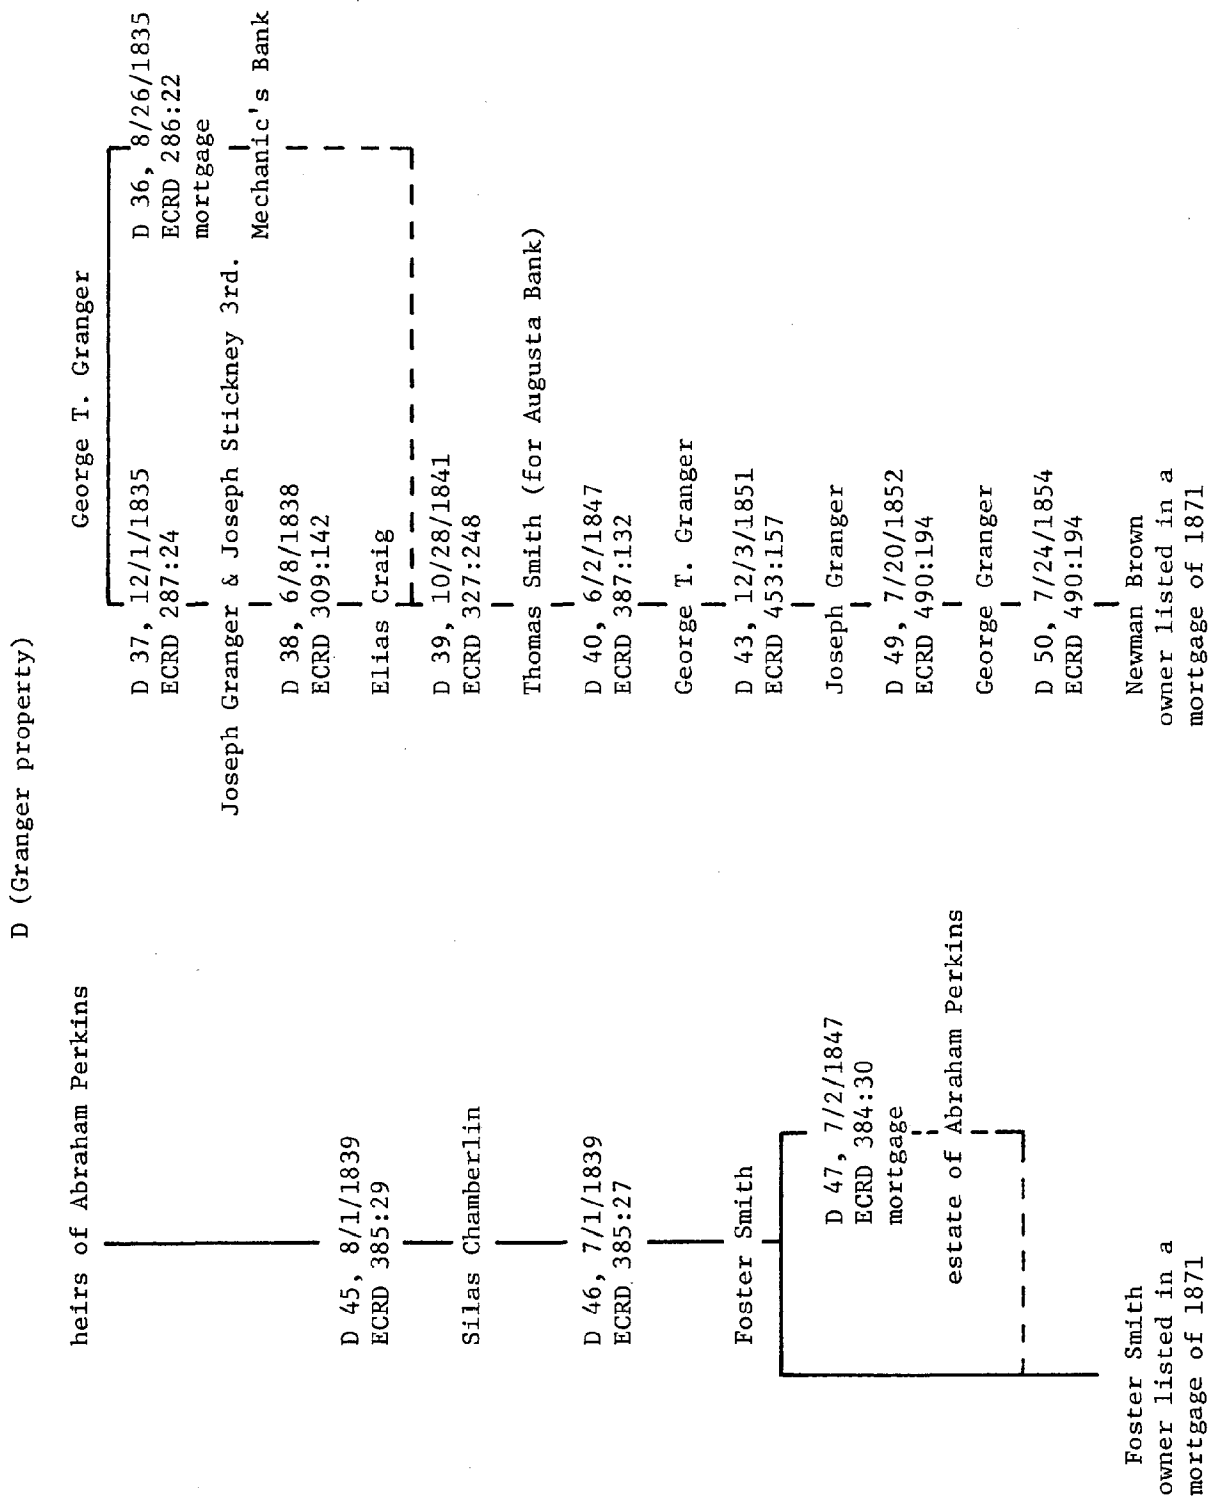 D (Granger property)
heirs of Abraham Perkins
D 45, 8/1/1839
ECRD 385:29
Silas Chamberlin
D 46, 7/1/1839
ECRD 385:27
Foster Smith
D 47, 7/2/1847
ECRD 384:30
mortgage
estate of Abraham Perkins
Foster Smith
owner listed in a
mortgage of 1871
George T. Granger
D 37, 12/1/1835
ECRD 287:24
D 36, 8/26/1835
ECRD 286:22
mortgage
Joseph Granger & Joseph Stickney 3rd.
Mechanic's Bank
D 38, 6/8/1838
ECRD 309:142
Elias Craig
D 39, 10/28/1841
ECRD 327:248
Thomas Smith (for Augusta Bank)
D 40, 6/2/1847
ECRD 387:132
George T. Granger
D 43, 12/3/1851
ECRD 453:157
Joseph Granger
D 49, 7/20/1852
ECRD 490:194
George Granger
D 50, 7/24/1854
ECRD 490:194
Newman Brown
owner listed in a
mortgage of 1871